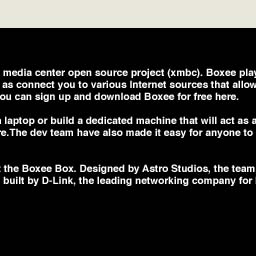 media center open source project (xmbc). Boxee play
as connect you to various Internet sources that allow
ou can sign up and download Boxee for free here.
laptop or build a dedicated machine that will act as a
re.The dev team have also made it easy for anyone to
the Boxee Box. Designed by Astro Studios, the team
built by D-Link, the leading networking company for